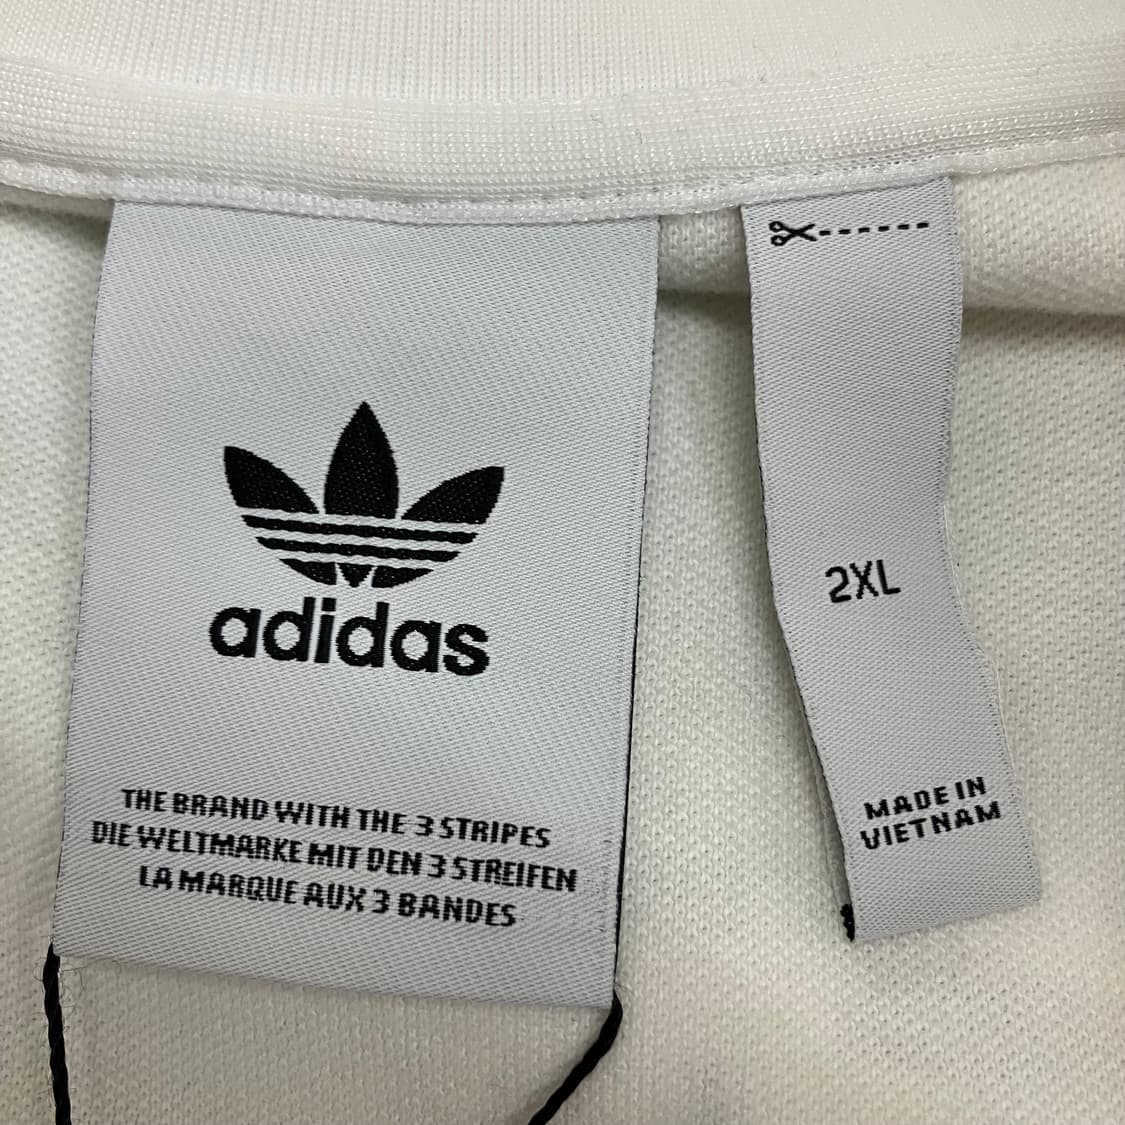 adidas
THE BRAND WITH THE 3 STRIPES
DIE WELTMARKE MIT DEN 3 STREIFEN
LA MARQUE AUX 3 BANDES
2XL
MADE IN
VIETNAM